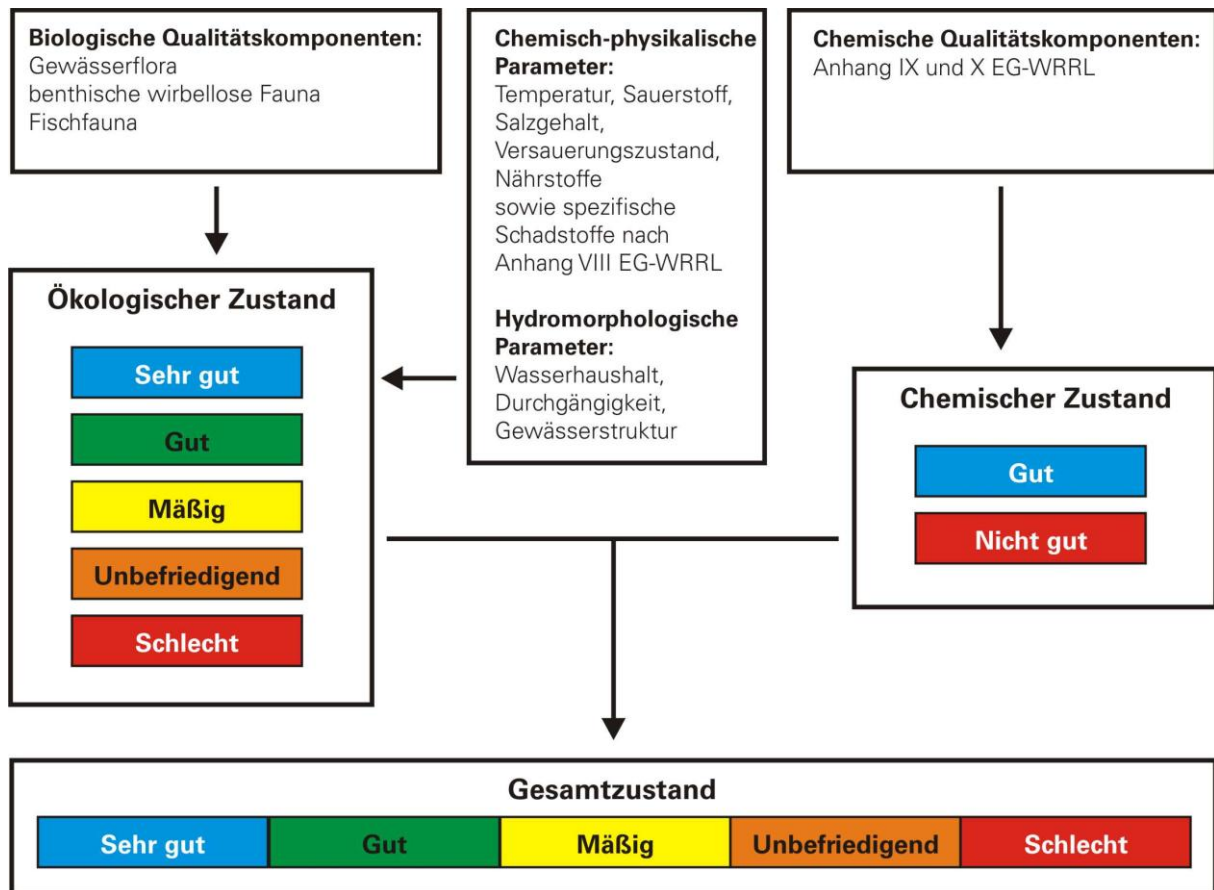 Biologische Qualitätskomponenten:
Gewässerflora
benthische wirbellose Fauna
Fischfauna
Chemisch-physikalische
Parameter:
Temperatur, Sauerstoff,
Salzgehalt,
Versauerungszustand,
Nährstoffe
sowie spezifische
Schadstoffe nach
Anhang VIII EG-WRRL
Hydromorphologische
Parameter:
Wasserhaushalt,
Durchgängigkeit,
Gewässerstruktur
Chemische Qualitätskomponenten:
Anhang IX und X EG-WRRL
Ökologischer Zustand
Sehr gut
Gut
Mäßig
Unbefriedigend
Schlecht
Chemischer Zustand
Gut
Nicht gut
Gesamtzustand
Sehr gut
Gut
Mäßig
Unbefriedigend
Schlecht